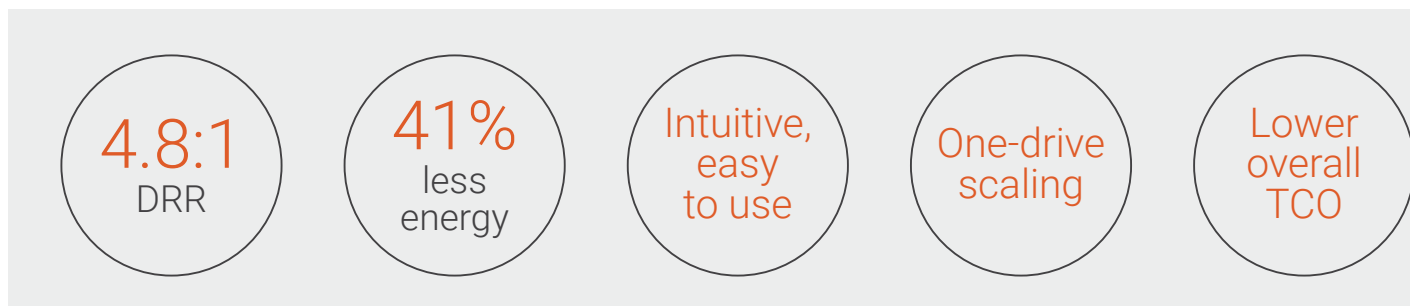 4.8:1
DRR
41%
less
energy
Intuitive,
easy
to use
One-drive
scaling
Lower
overall
TCO